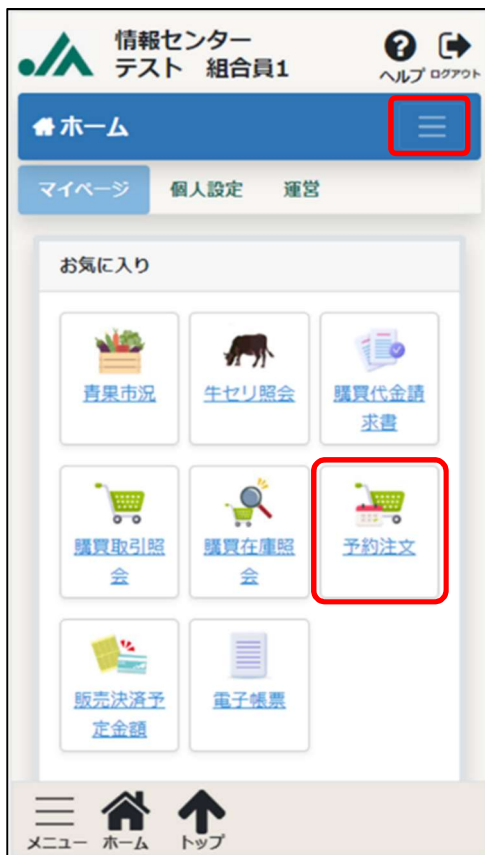 JA
情報センター
テスト 組合員1
ヘルプ ログアウト
ホーム
マイページ 個人設定 運営
お気に入り
青果市況 牛セリ照会 購買代金請
求書
購買取引照 購買在庫照 予約注文
会 会
販売決済予 電子帳票
定金額
メニュー ホーム トップ